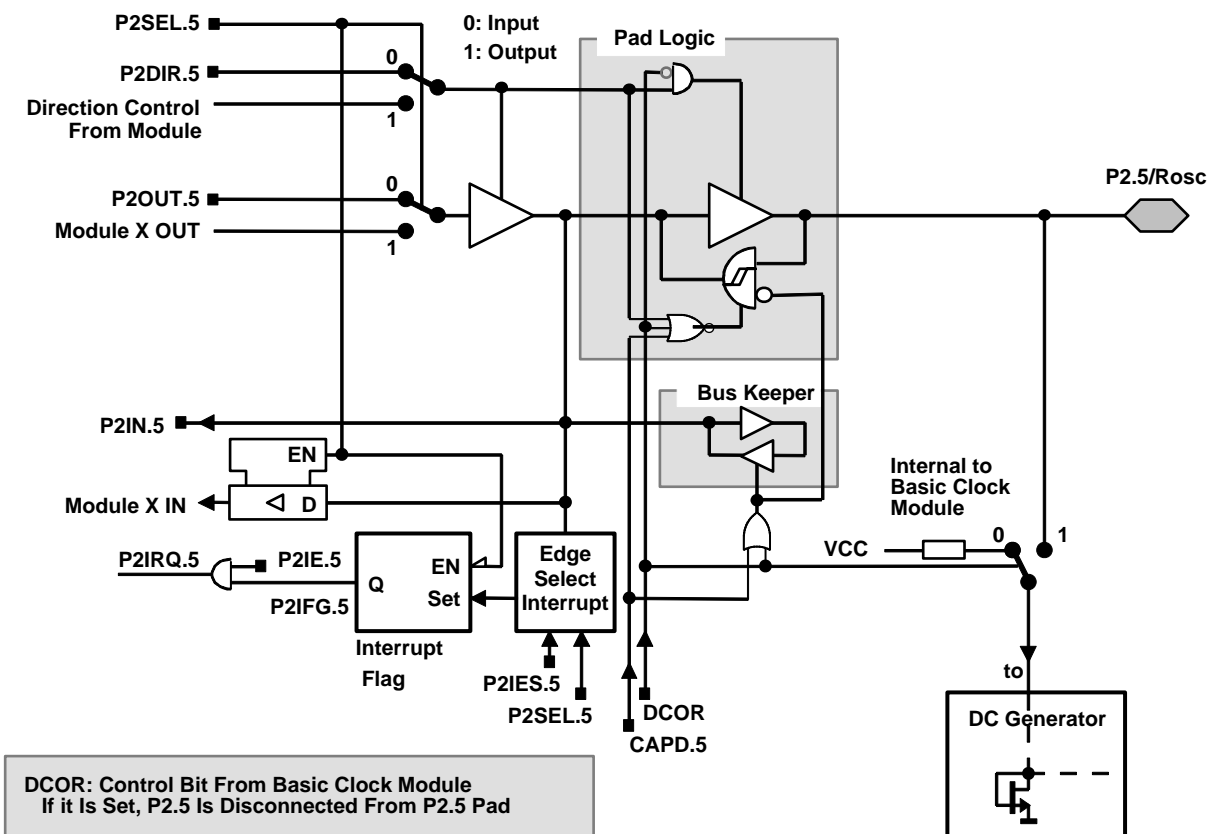 P2SEL.5
0: Input
1: Output
Pad Logic
0
P2DIR.5
Direction Control
From Module
1
P2.5/Rosc
0
P2OUT.5
Module X OUT
1
Bus Keeper
P2IN.5
EN
Internal to
Basic Clock
Module
Module X IN
D
0
1
VCC
P2IRQ.5
P2IE.5
EN
Edge
Select
Interrupt
Q
Set
P2IFG.5
Interrupt
Flag
P2IES.5
P2SEL.5
to
DCOR
CAPD.5
DC Generator
DCOR: Control Bit From Basic Clock Module
If it Is Set, P2.5 Is Disconnected From P2.5 Pad